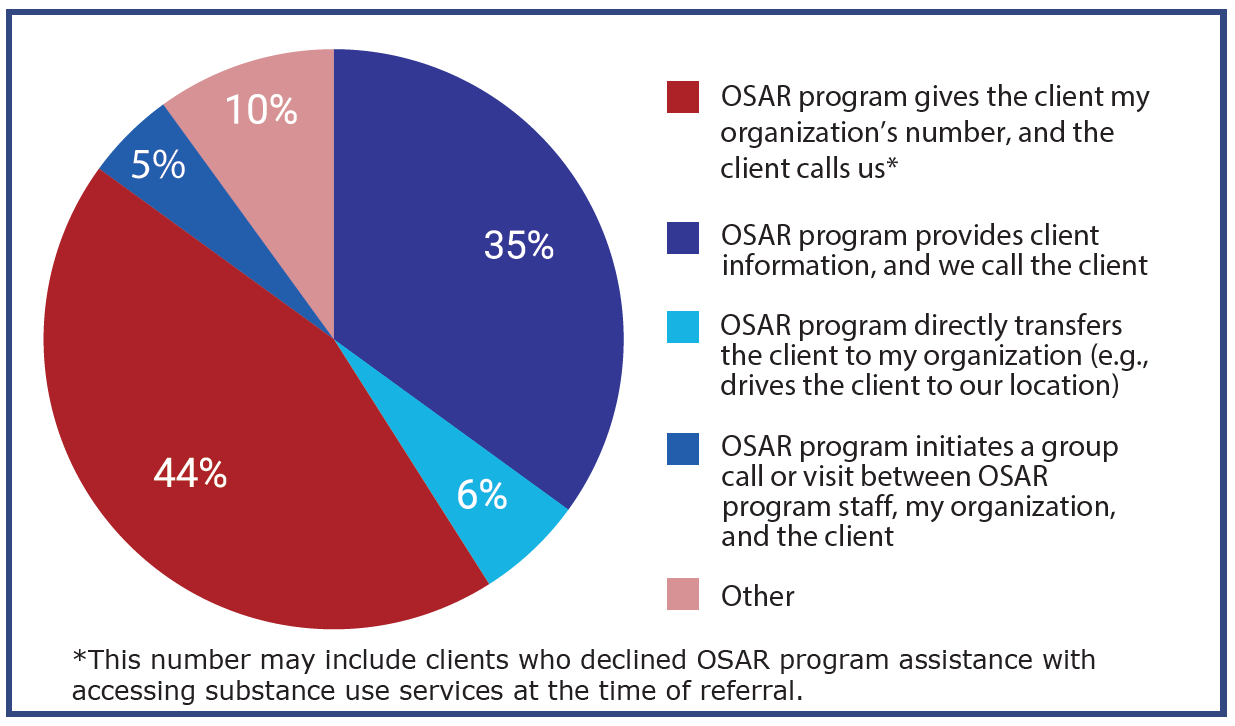 10%
5%
35%
44%
6%
OSAR program gives the client my
organization’s number, and the
client calls us*
OSAR program provides client
information, and we call the client
OSAR program directly transfers
the client to my organization (e.g.,
drives the client to our location)
OSAR program initiates a group
call or visit between OSAR
program staff, my organization,
and the client
Other
*This number may include clients who declined OSAR program assistance with
accessing substance use services at the time of referral.